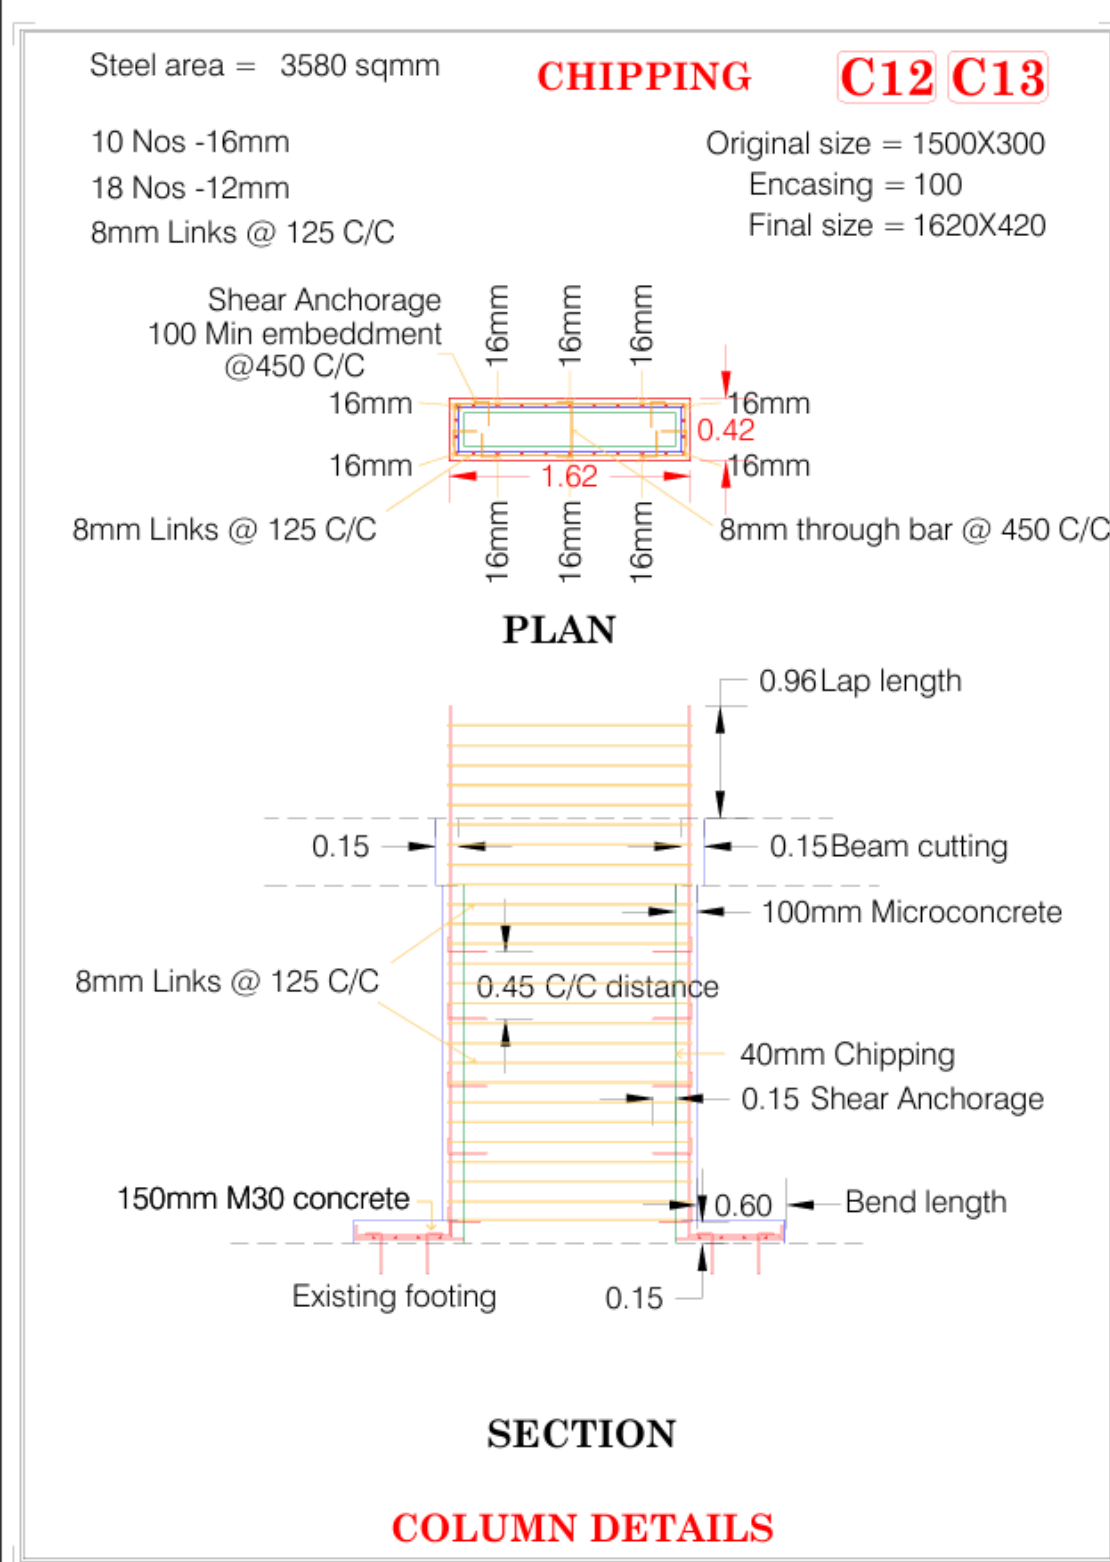 Steel area = 3580 sqmm
CHIPPING
C12 C13
10 Nos -16mm
18 Nos -12mm
8mm Links @ 125 C/C
Original size = 1500X300
Encasing = 100
Final size = 1620X420
Shear Anchorage
100 Min embeddment
@450 C/C
16mm
16mm
16mm
16mm
16mm
0.42
16mm
16mm
1.62
8mm Links @ 125 C/C
16mm
16mm
16mm
8mm through bar @ 450 C/C
PLAN
0.96 Lap length
0.15
0.15 Beam cutting
100mm Microconcrete
8mm Links @ 125 C/C
0.45 C/C distance
40mm Chipping
0.15 Shear Anchorage
150mm M30 concrete
0.60
Bend length
Existing footing
0.15
SECTION
COLUMN DETAILS